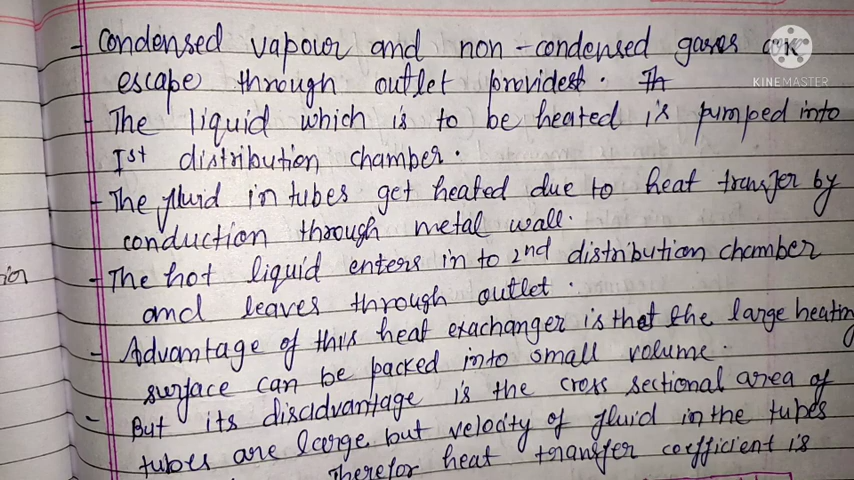 - Condensed vapour and non-condensed gases are
escape through outlet provided. Th
KINEMASTER
- The liquid which is to be heated is pumped into
Ist distribution chamber.
- The fluid in tubes get heated due to heat transfer by
conduction through metal wall.
- The hot liquid enters in to 2nd distribution chamber
and leaves through outlet.
- Advantage of this heat exachanger is that the large heating
surface can be packed into small volume.
- But its disadvantage is the cross sectional area of
tubes are large but velocity of fluid in the tubes
Therefor heat transfer coefficient is